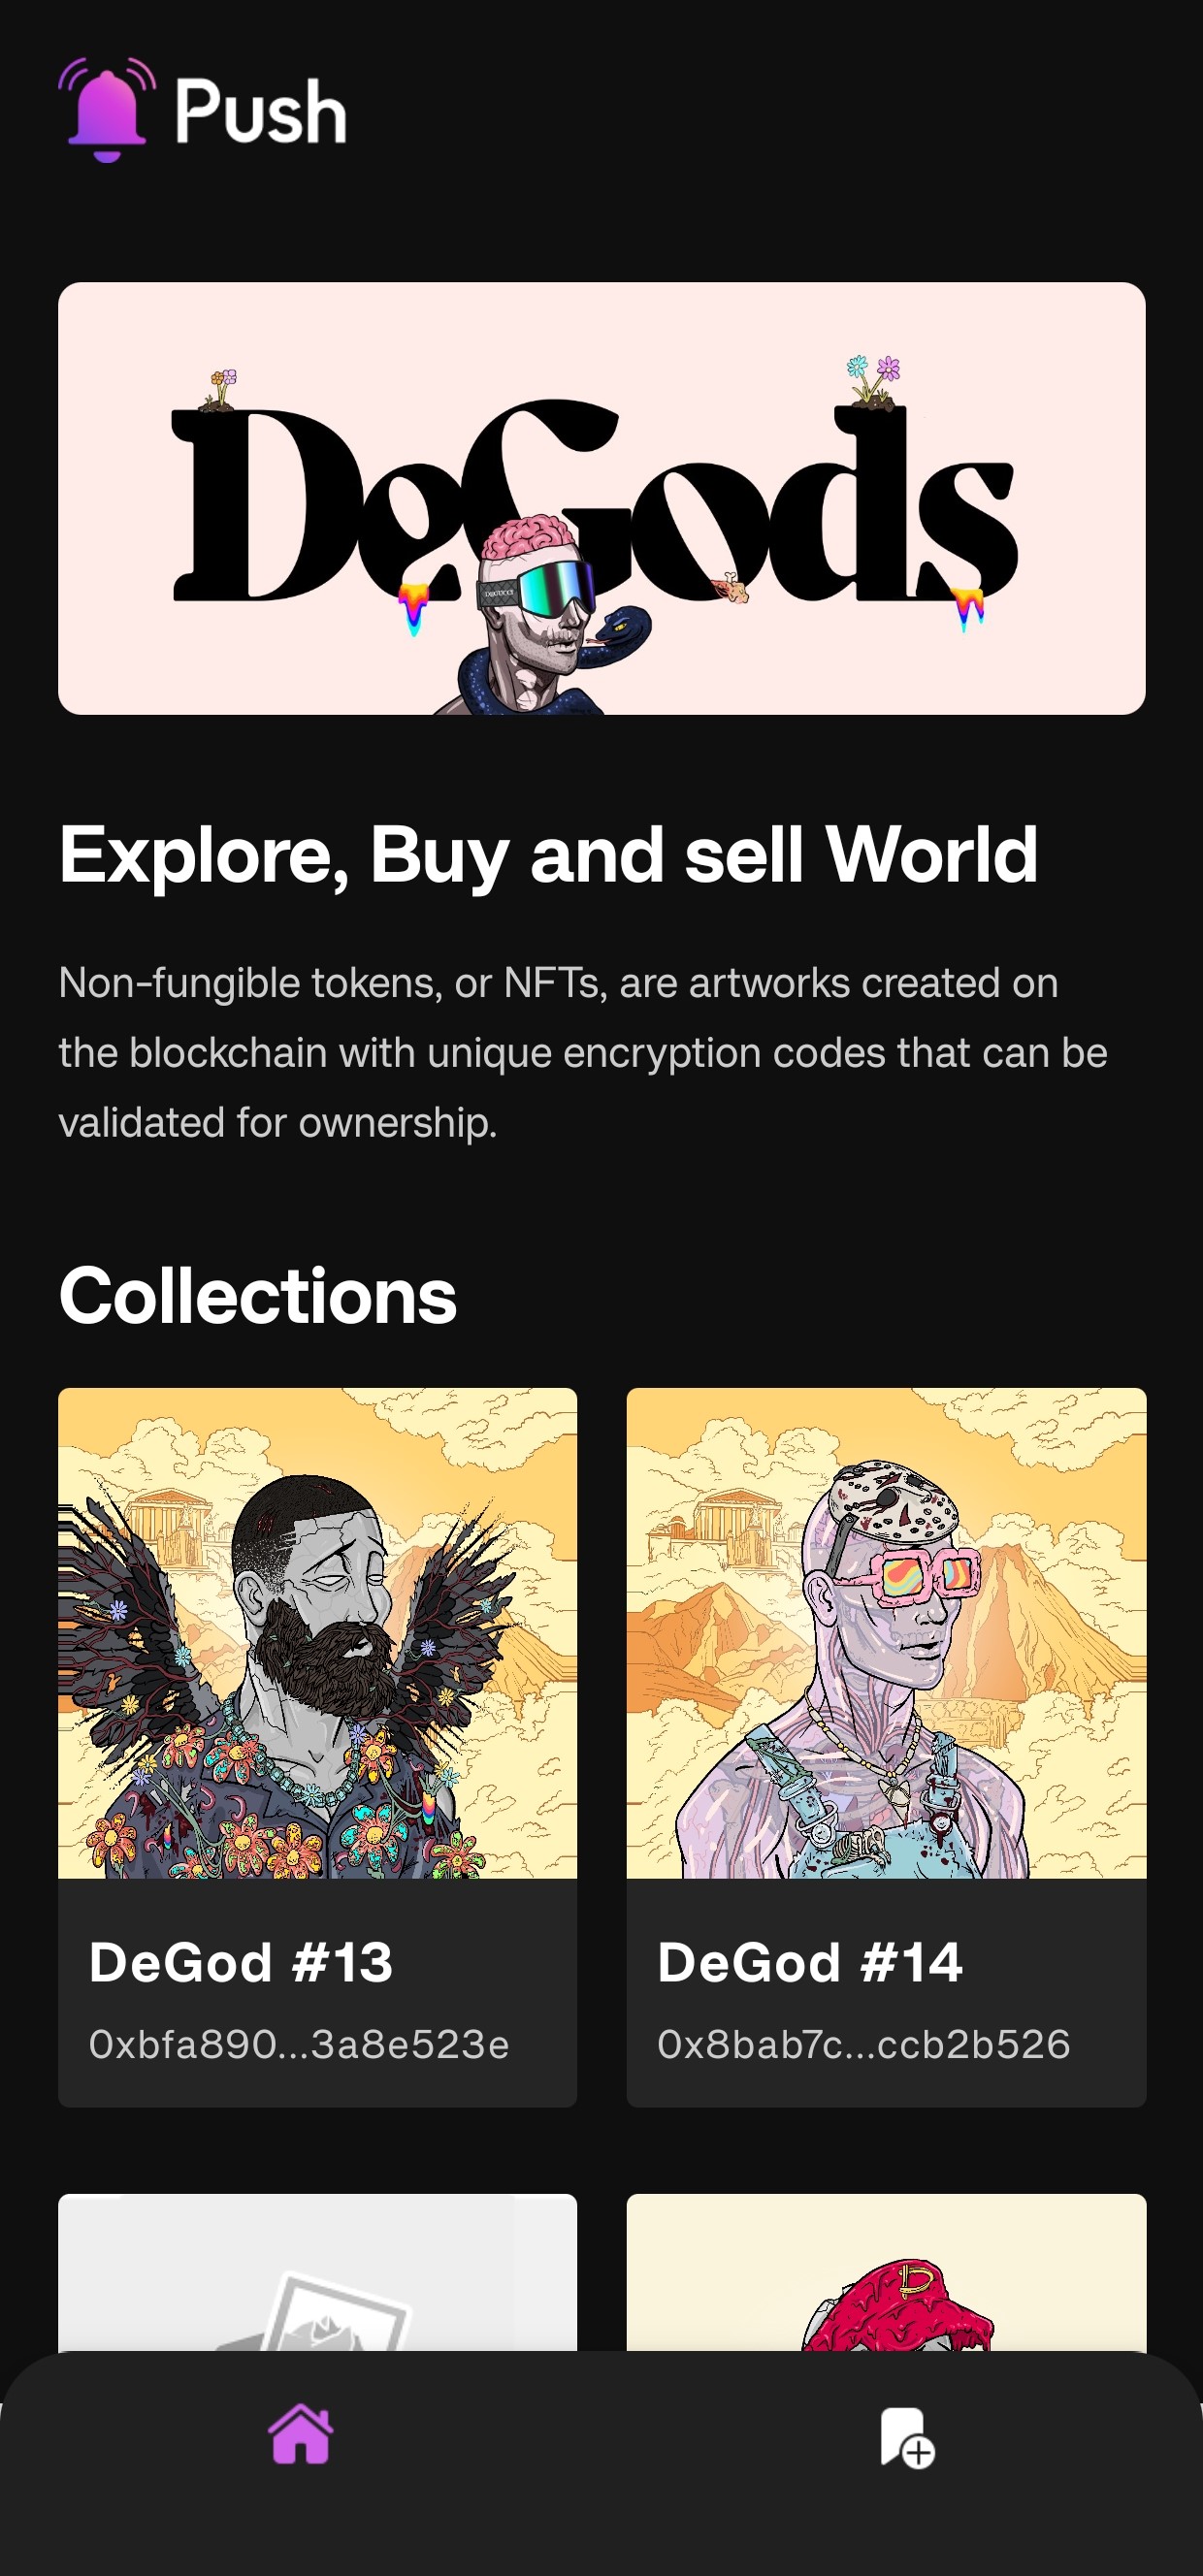 Push
DeGods
Explore, Buy and sell World
Non-fungible tokens, or NFTs, are artworks created on
the blockchain with unique encryption codes that can be
validated for ownership.
Collections
DeGod #13
0xbfa890...3a8e523e
DeGod #14
0x8bab7c...ccb2b526
D